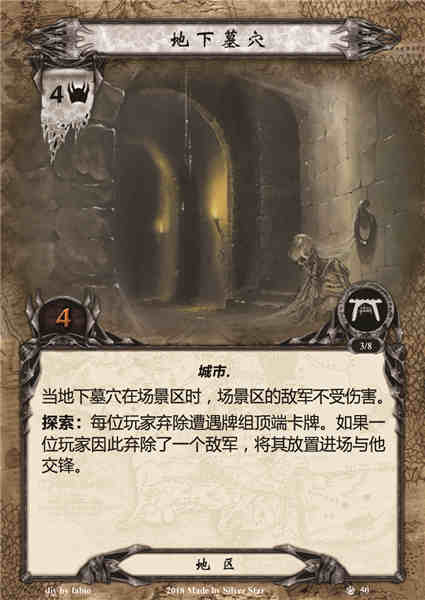 地下墓穴
4
4
3/8
城市.
当地下墓穴在场景区时，场景区的敌军不受伤害。
探索：每位玩家弃除遭遇牌组顶端卡牌。如果一
位玩家因此弃除了一个敌军，将其放置进场与他
交锋。
地区
diy by fabio
2018 Made by Silver Star
50